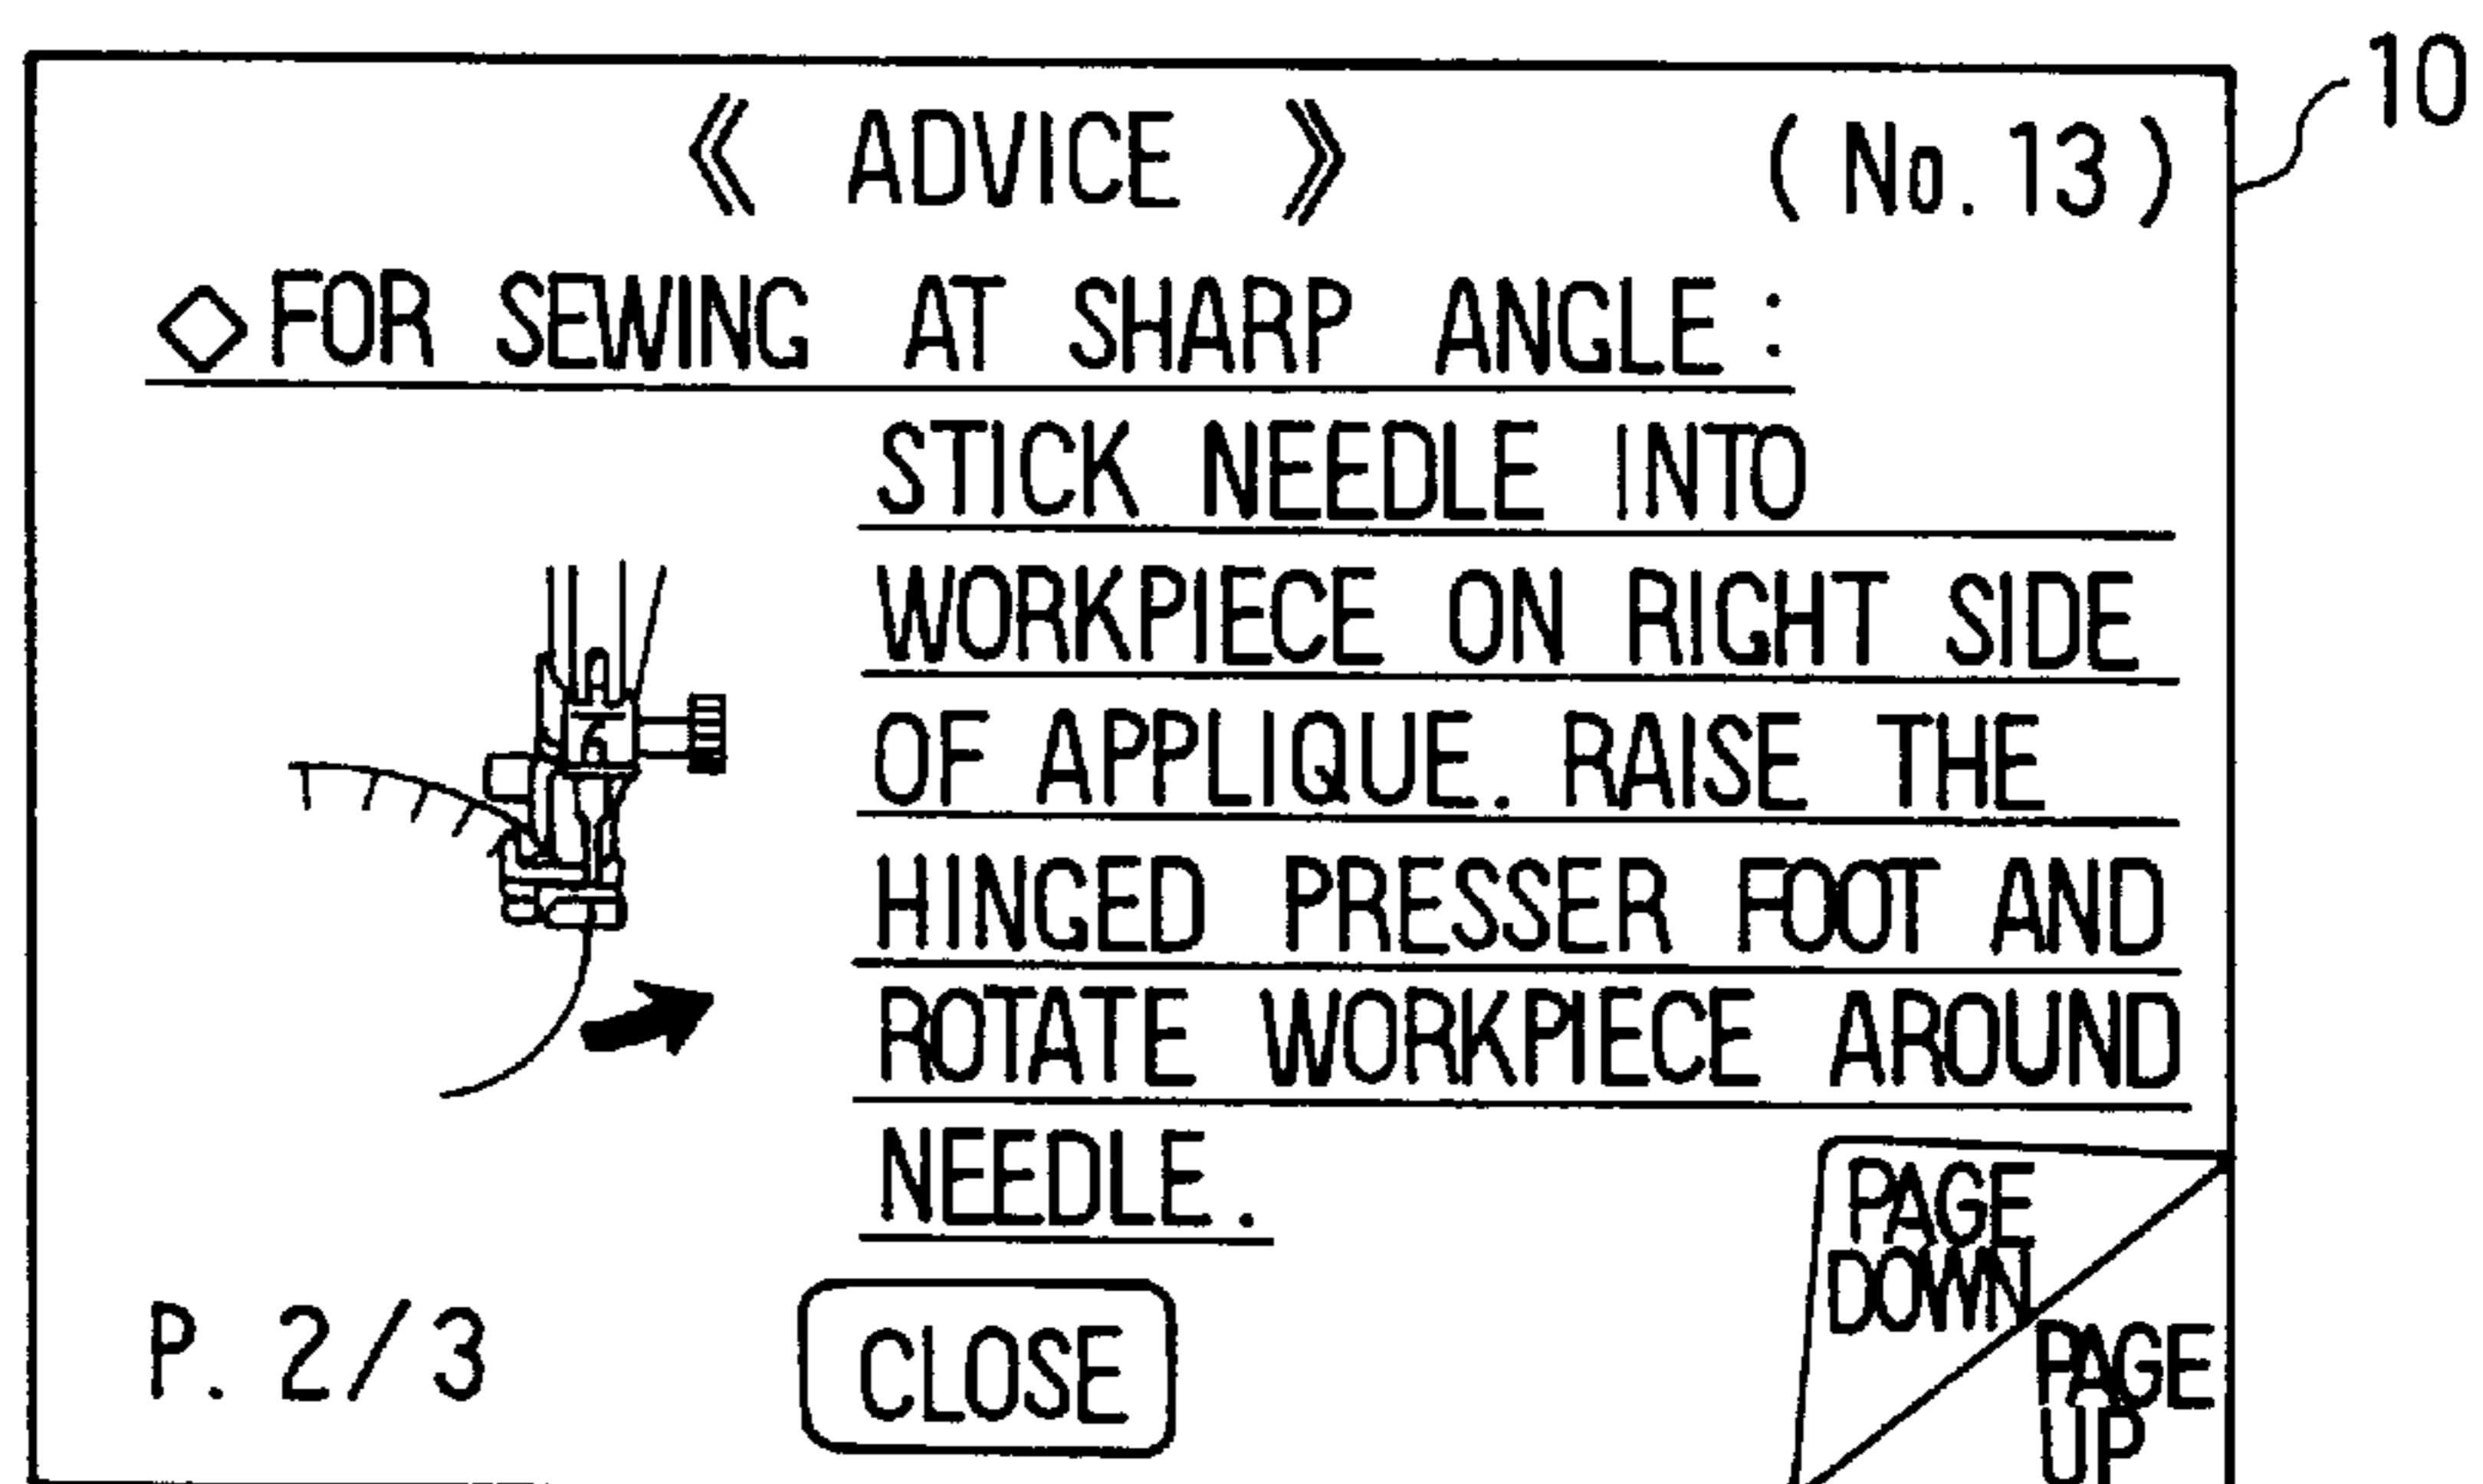 10
《 ADVICE 》 (No. 13)
◇FOR SEWING AT SHARP ANGLE:
STICK NEEDLE INTO
WORKPIECE ON RIGHT SIDE
OF APPLIQUE. RAISE THE
HINGED PRESSER FOOT AND
ROTATE WORKPIECE AROUND
NEEDLE.
PAGE
DOWN
PAGE
UP
P. 2/3
CLOSE